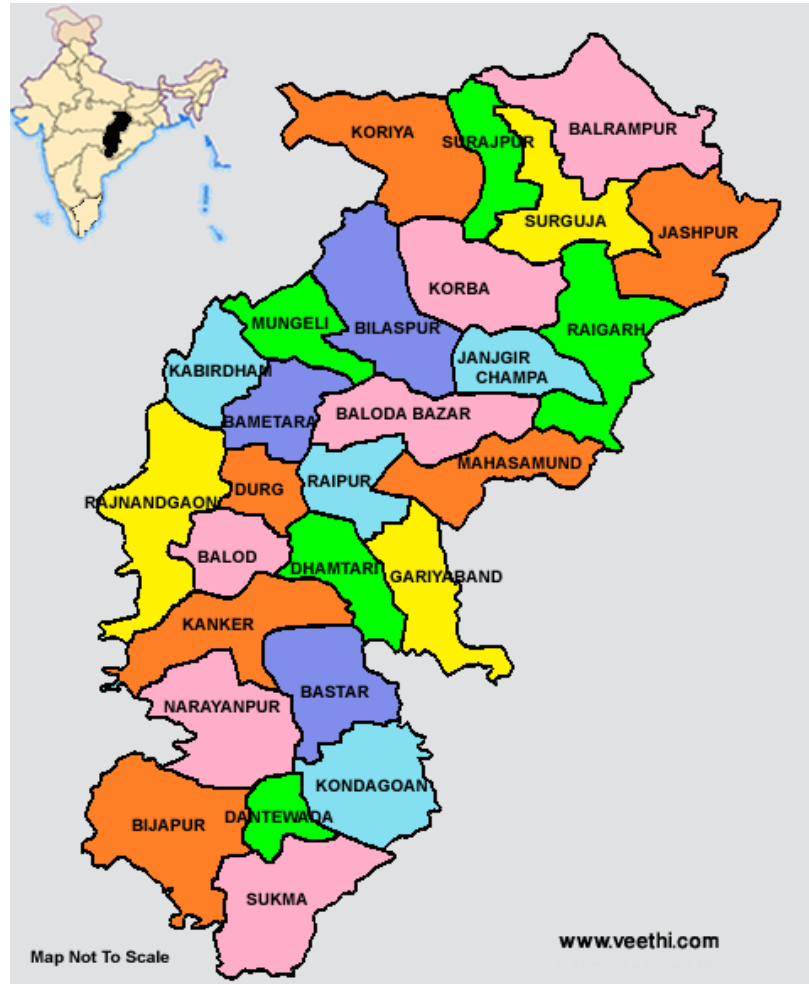 KORIYA
SURAJPUR
BALRAMPUR
SURGUJA
JASHPUR
KORBA
MUNGELI
BILASPUR
RAIGARH
JANJGIR
CHAMPA
KABIRDHAM
BAMETARA
BALODA BAZAR
MAHASAMUND
RAJNANDGAON
DURG
RAIPUR
BALOD
DHAMTARI
GARIYABAND
KANKER
BASTAR
NARAYANPUR
KONDAGOAN
BIJAPUR
DANTEWADA
SUKMA
Map Not To Scale
www.veethi.com